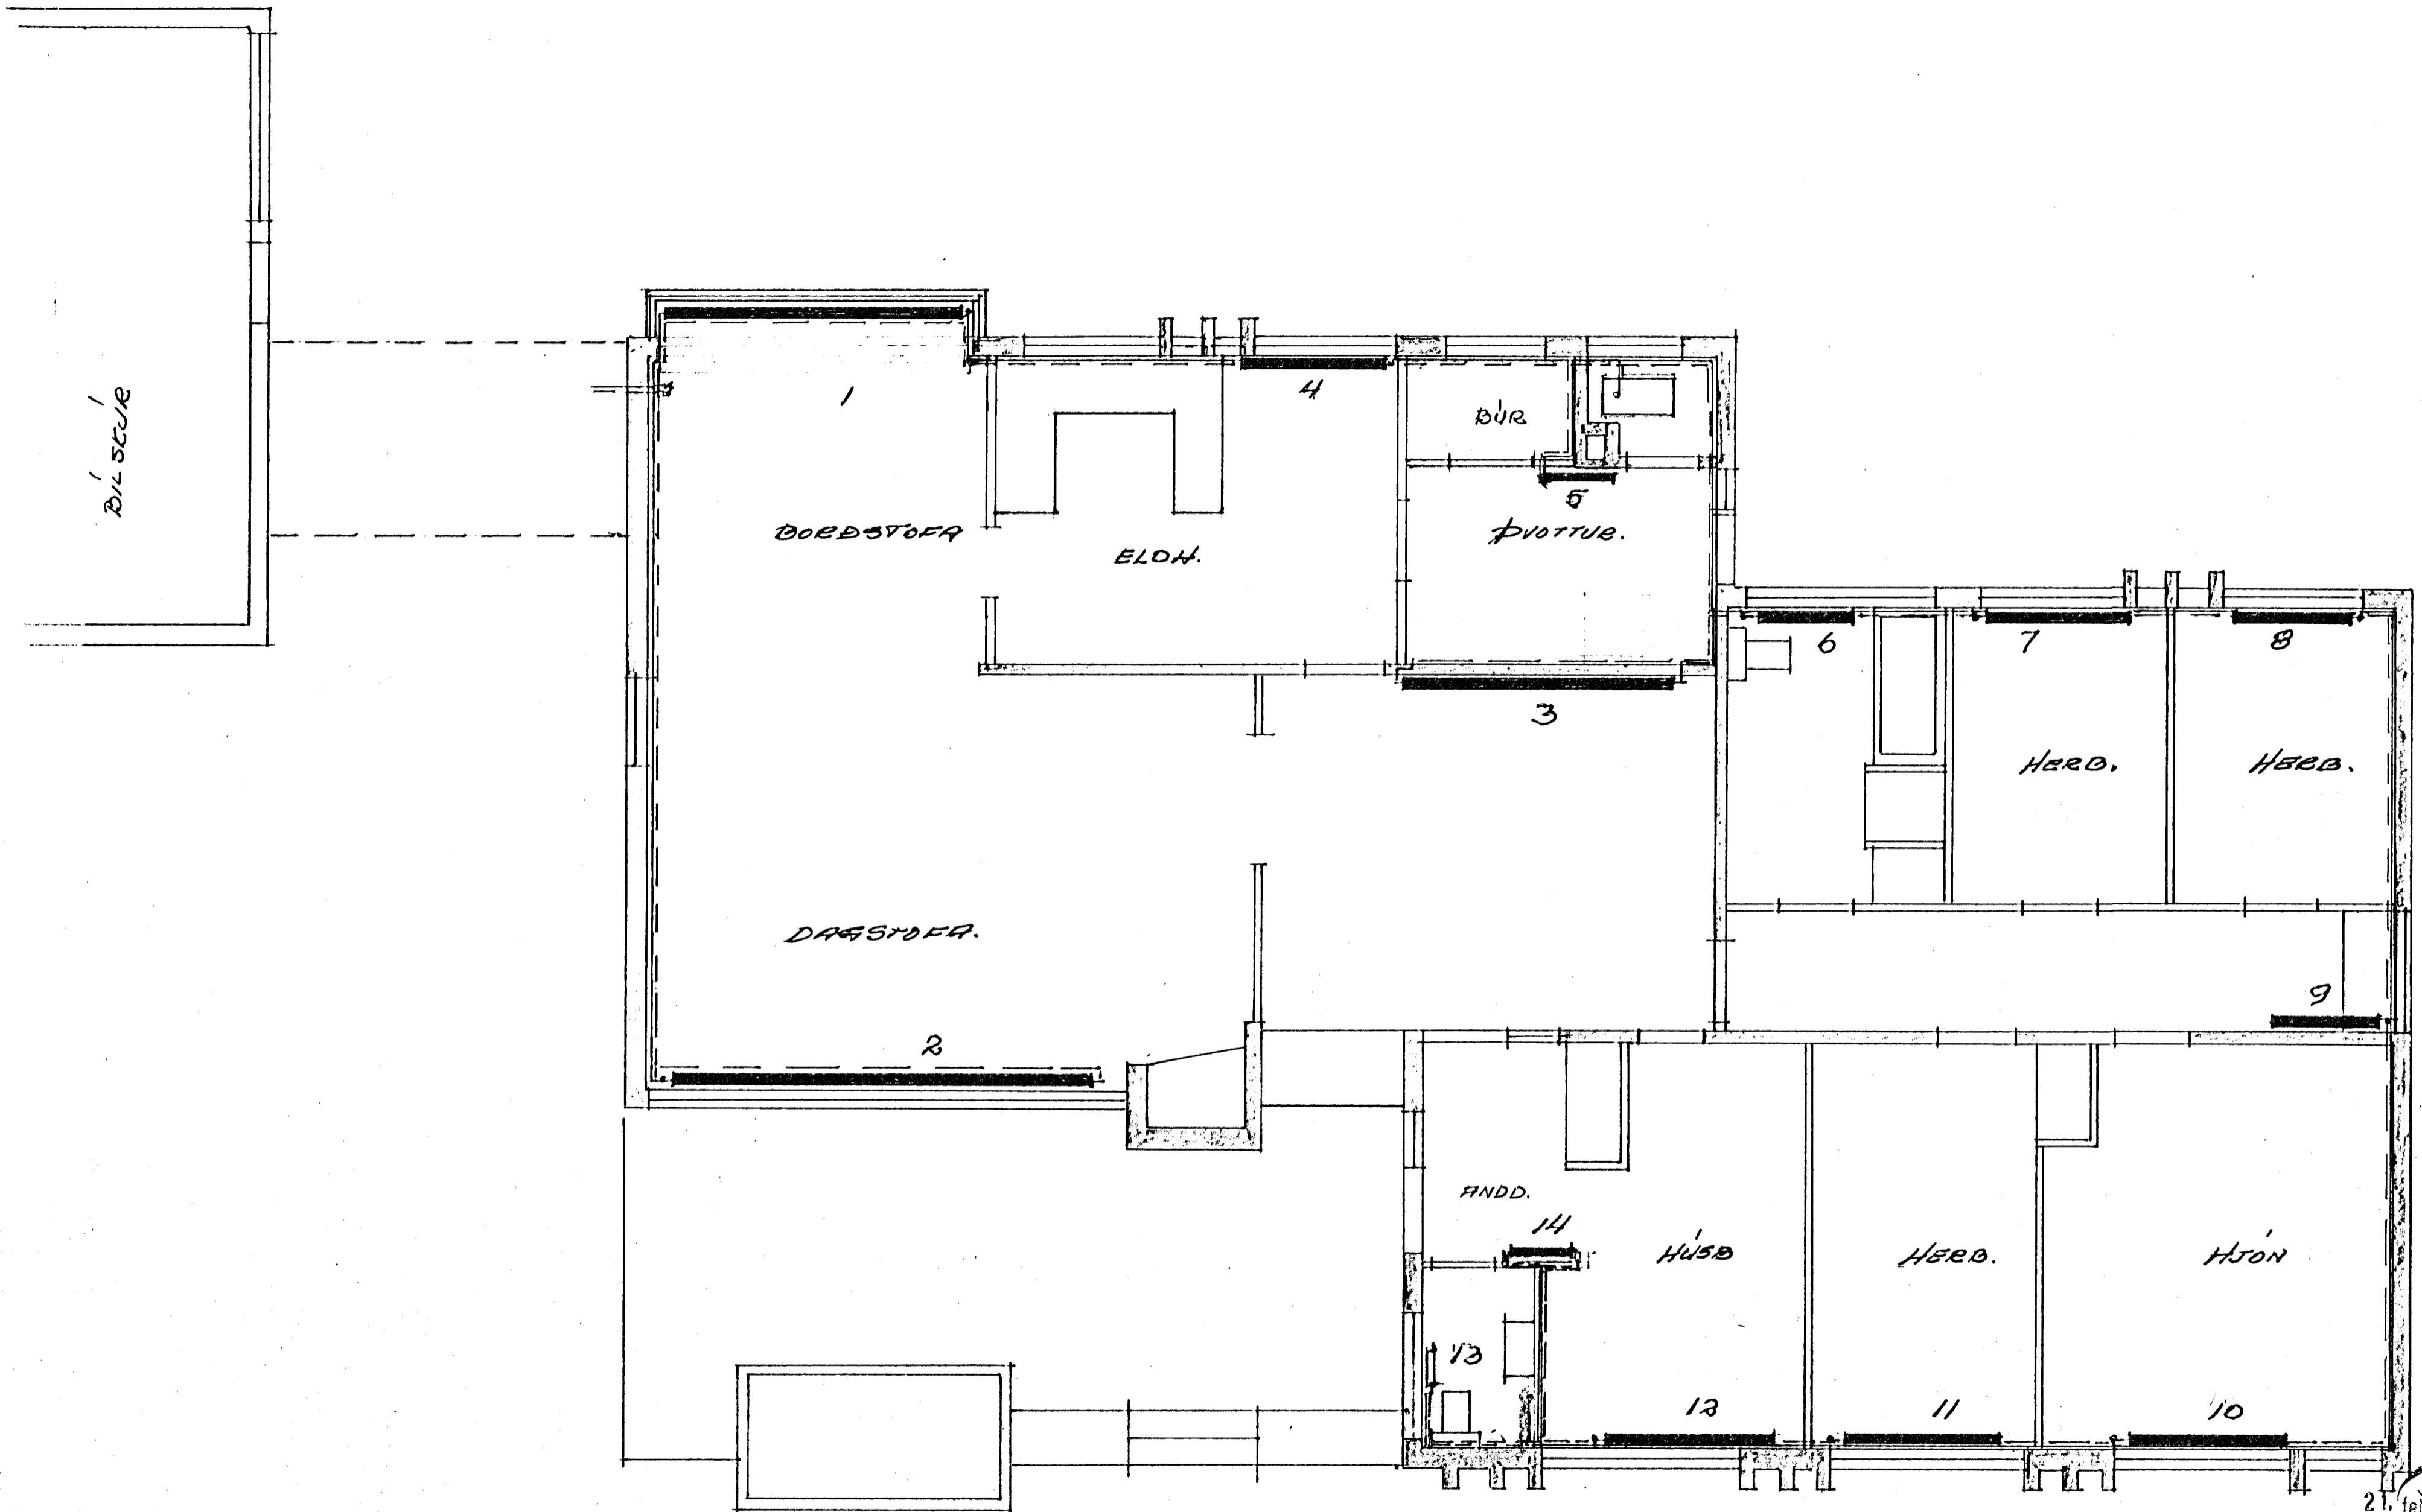 BÍLSKÚR
1
4
BÚR
5
BORÐSTOFA
ELDH.
ÞVOTTUR.
6
7
8
3
HERB.
HERB.
DAGSTOFA.
9
2
ANDD.
14
HÚSB
HERB.
HJÓN
13
12
11
10
21.